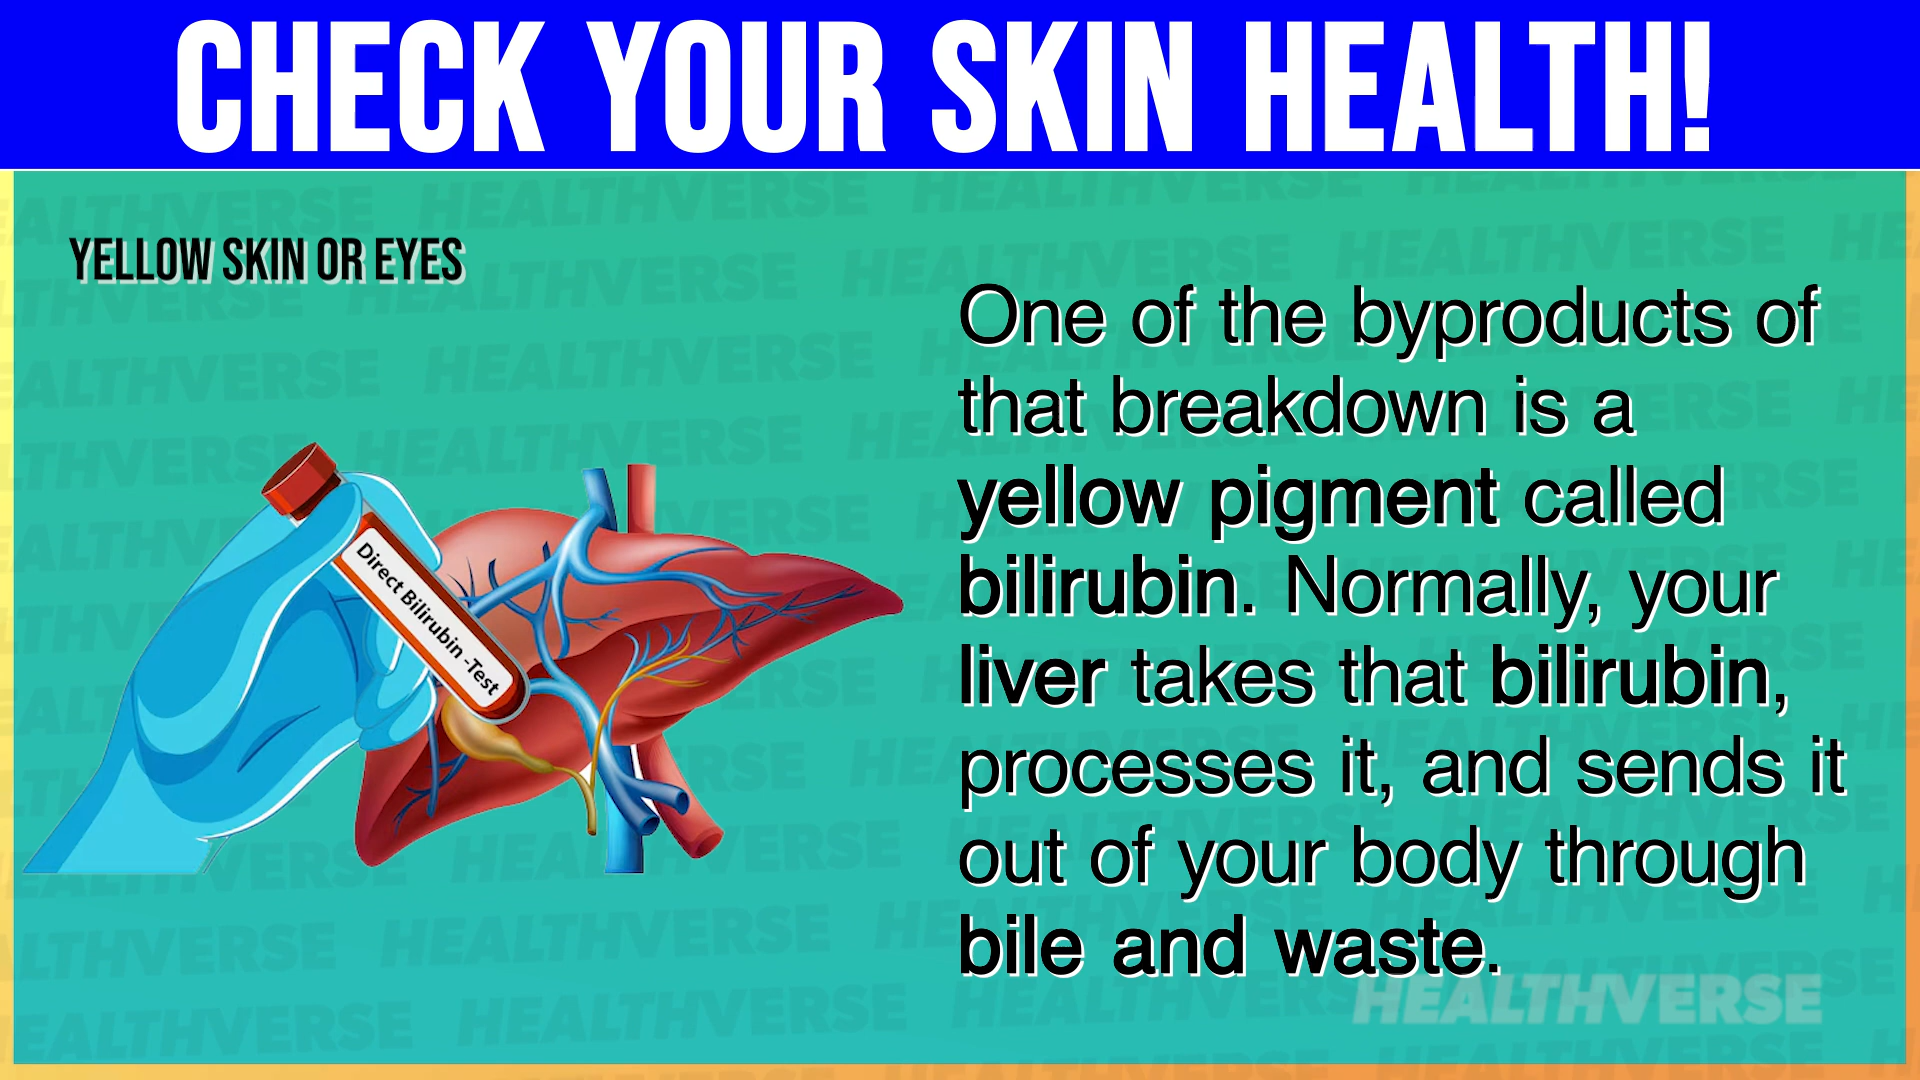 CHECK YOUR SKIN HEALTH!
YELLOW SKIN OR EYES
Direct Bilirubin -Test
One of the byproducts of
that breakdown is a
yellow pigment called
bilirubin. Normally, your
liver takes that bilirubin,
processes it, and sends it
out of your body through
bile and waste.
HEALTHVERSE